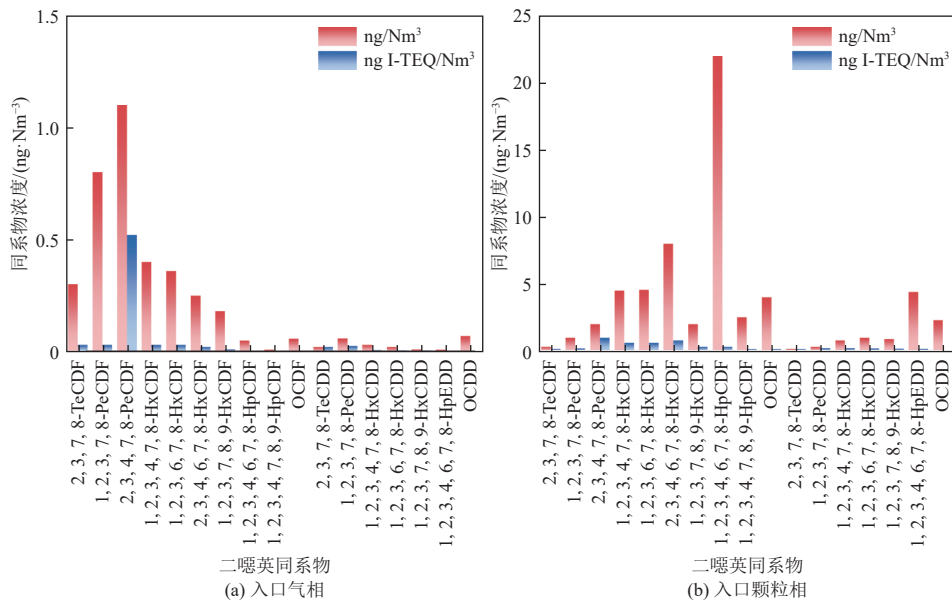 1.5
1.0
0.5
0
同系物浓度/(ng·Nm⁻³)
ng/Nm³
ng I-TEQ/Nm³
2, 3, 7, 8-TeCDF
1, 2, 3, 7, 8-PeCDF
2, 3, 4, 7, 8-PeCDF
1, 2, 3, 4, 7, 8-HxCDF
1, 2, 3, 6, 7, 8-HxCDF
2, 3, 4, 6, 7, 8-HxCDF
1, 2, 3, 7, 8, 9-HxCDF
1, 2, 3, 4, 6, 8-HpCDF
1, 2, 3, 4, 7, 8, 9-HpCDF
OCDF
2, 3, 7, 8-TeCDD
1, 2, 3, 7, 8-PeCDD
1, 2, 3, 4, 7, 8-HxCDD
1, 2, 3, 6, 7, 8-HxCDD
1, 2, 3, 7, 8, 9-HxCDD
1, 2, 3, 4, 6, 7, 8-HpEDD
OCDD
二噁英同系物
(a) 入口气相
25
20
15
10
5
0
同系物浓度/(ng·Nm⁻³)
ng/Nm³
ng I-TEQ/Nm³
2, 3, 7, 8-TeCDF
1, 2, 3, 7, 8-PeCDF
2, 3, 4, 7, 8-PeCDF
1, 2, 3, 4, 7, 8-HxCDF
1, 2, 3, 6, 7, 8-HxCDF
2, 3, 4, 6, 7, 8-HxCDF
1, 2, 3, 7, 8, 9-HxCDF
1, 2, 3, 4, 6, 7, 8-HpCDF
1, 2, 3, 4, 7, 8-HpCDF
OCDF
2, 3, 7, 8-TeCDD
1, 2, 3, 7, 8-PeCDD
1, 2, 3, 4, 7, 8-HxCDD
1, 2, 3, 6, 7, 8-HxCDD
1, 2, 3, 7, 8, 9-HxCDD
1, 2, 3, 4, 6, 7, 8-HpEDD
OCDD
二噁英同系物
(b) 入口颗粒相